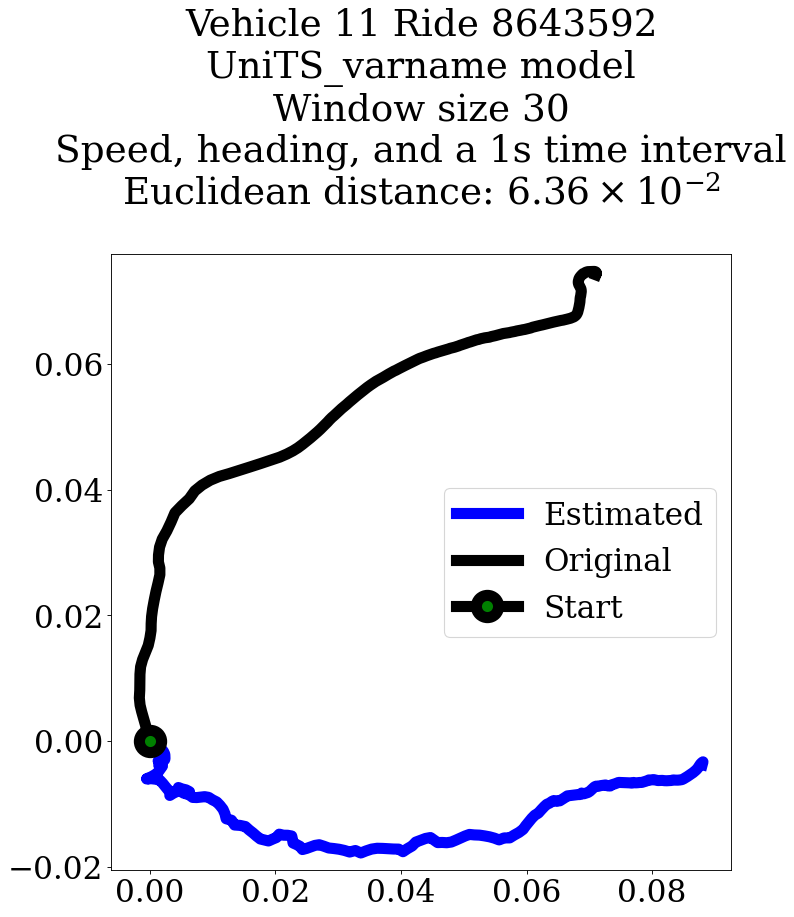 Vehicle 11 Ride 8643592
UniTS_varname model
Window size 30
Speed, heading, and a 1s time interval
Euclidean distance: 6.36 × 10⁻²
0.06
0.04
0.02
0.00
−0.02
Estimated
Original
Start
0.00 0.02 0.04 0.06 0.08